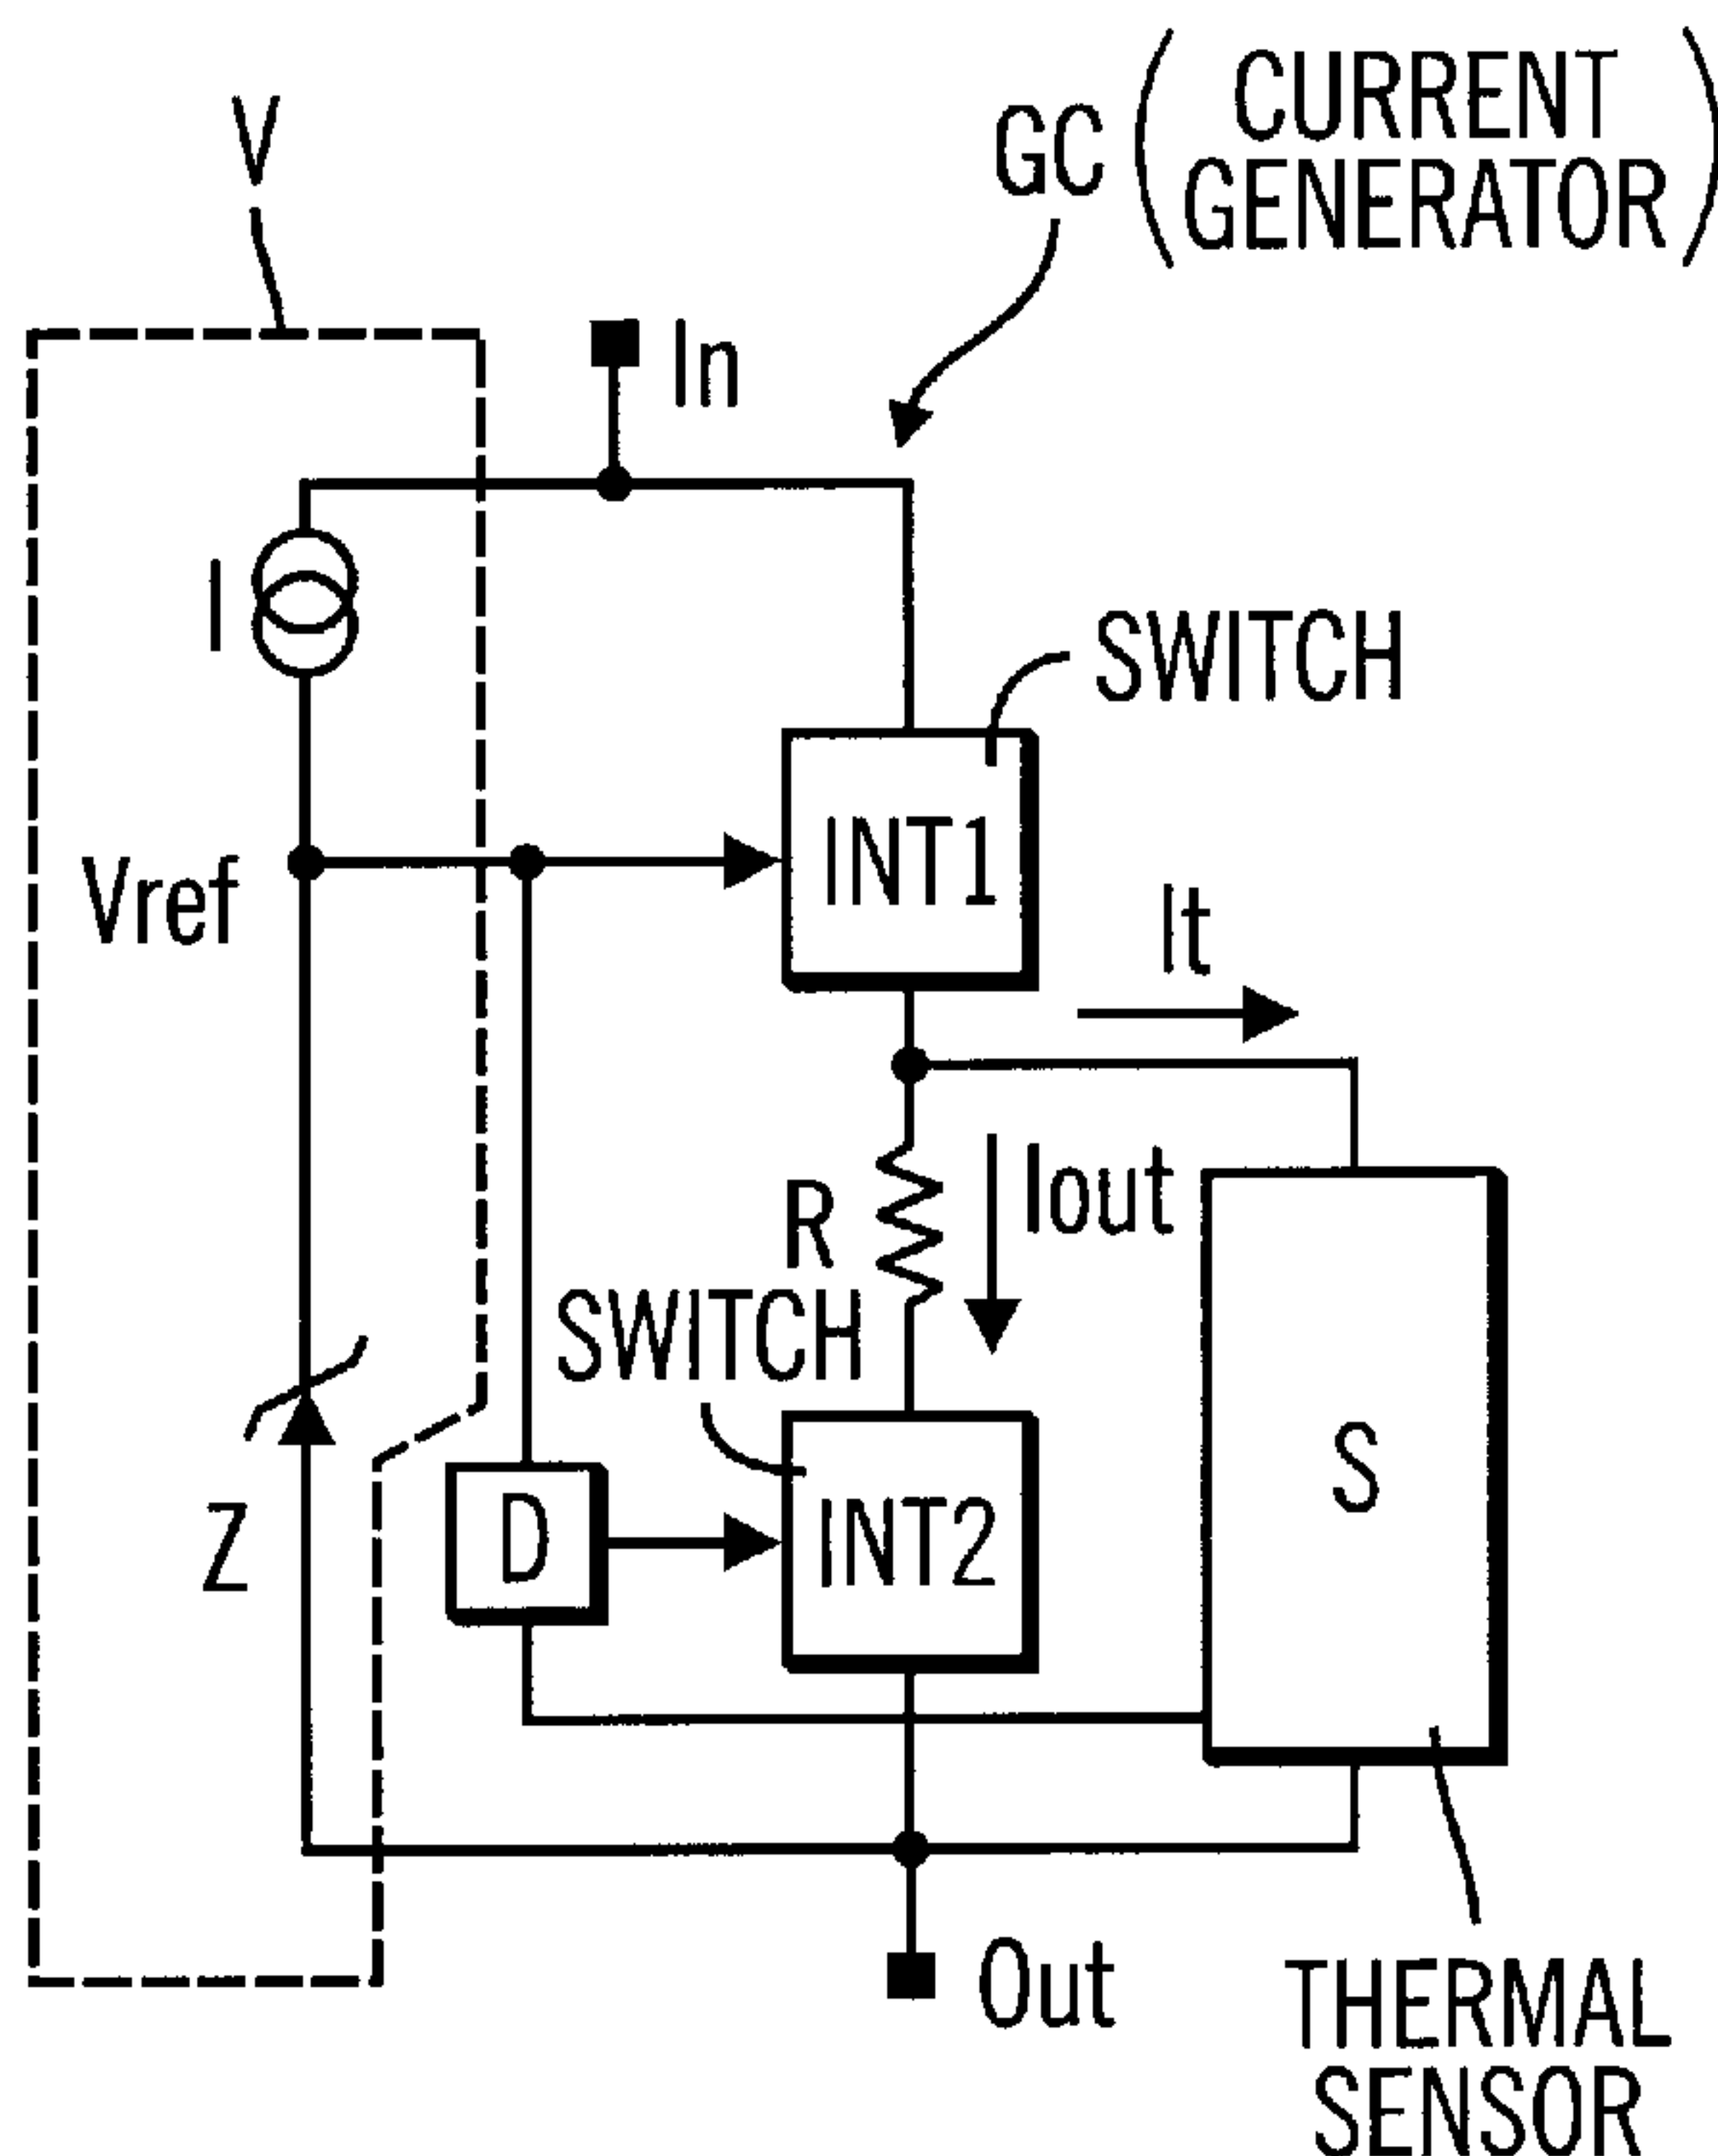 V
GC (CURRENT GENERATOR)
In
I
SWITCH
INT1
Vref
It
R
Iout
SWITCH
S
D
INT2
Z
Out
THERMAL
SENSOR